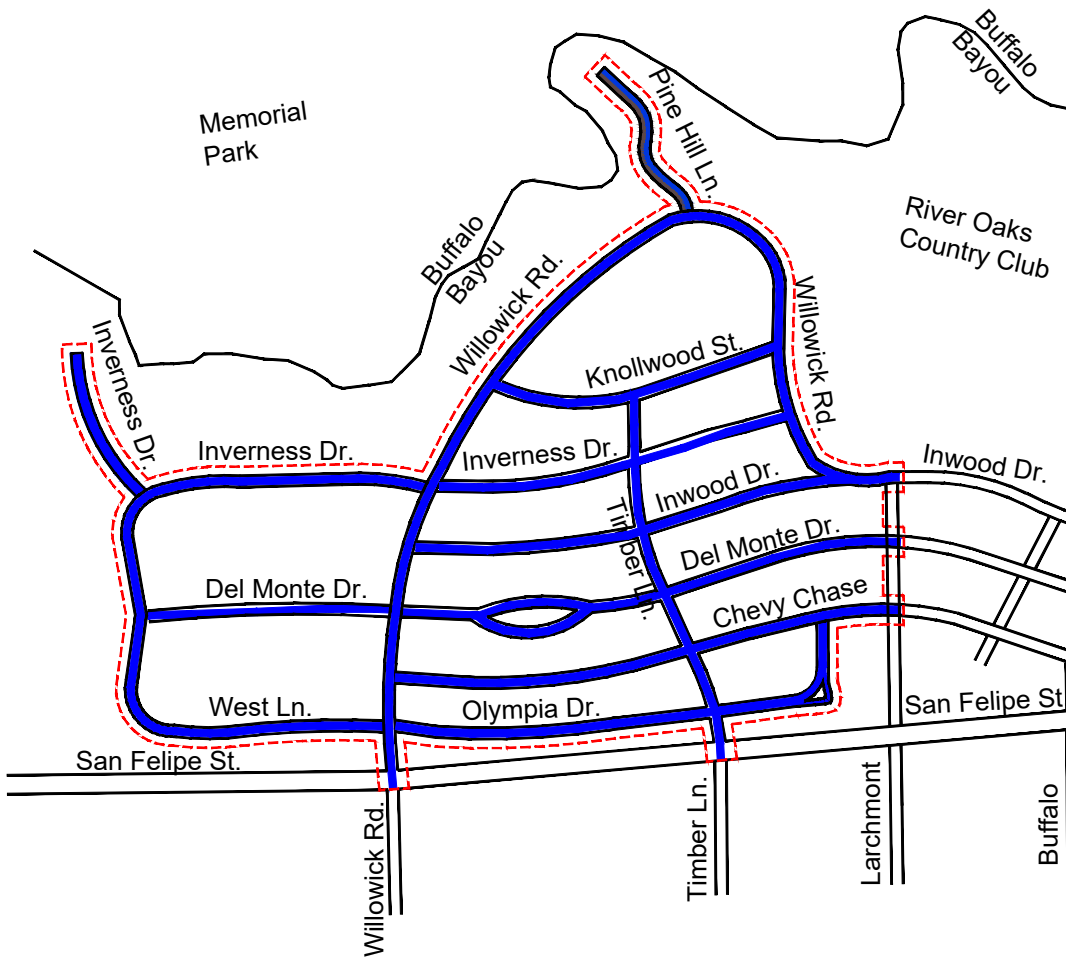 Buffalo
Bayou
Pine Hill Ln.
Memorial
Park
River Oaks
Country Club
Buffalo
Bayou
Willowick Rd.
Willowick Rd.
Inverness Dr.
Knollwood St.
Inverness Dr.
Inverness Dr.
Inwood Dr.
Inwood Dr.
Timber Ln.
Del Monte Dr.
Del Monte Dr.
Chevy Chase
West Ln.
Olympia Dr.
San Felipe St
San Felipe St.
Willowick Rd.
Timber Ln.
Larchmont
Buffalo